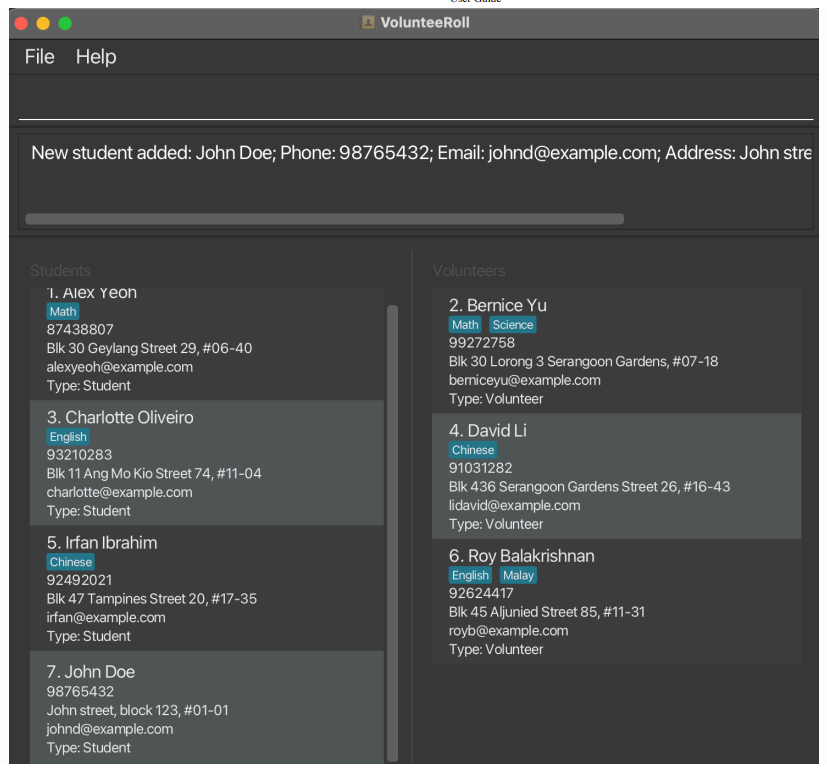 User Guide
VolunteeRoll
File Help
New student added: John Doe; Phone: 98765432; Email: johnd@example.com; Address: John stre
Students
1. Alex Yeoh
Math
87438807
Blk 30 Geylang Street 29, #06-40
alexyeoh@example.com
Type: Student
3. Charlotte Oliveiro
English
93210283
Blk 11 Ang Mo Kio Street 74, #11-04
charlotte@example.com
Type: Student
5. Irfan Ibrahim
Chinese
92492021
Blk 47 Tampines Street 20, #17-35
irfan@example.com
Type: Student
7. John Doe
98765432
John street, block 123, #01-01
johnd@example.com
Type: Student
Volunteers
2. Bernice Yu
Math Science
99272758
Blk 30 Lorong 3 Serangoon Gardens, #07-18
berniceyu@example.com
Type: Volunteer
4. David Li
Chinese
91031282
Blk 436 Serangoon Gardens Street 26, #16-43
lidavid@example.com
Type: Volunteer
6. Roy Balakrishnan
English Malay
92624417
Blk 45 Aljunied Street 85, #11-31
royb@example.com
Type: Volunteer